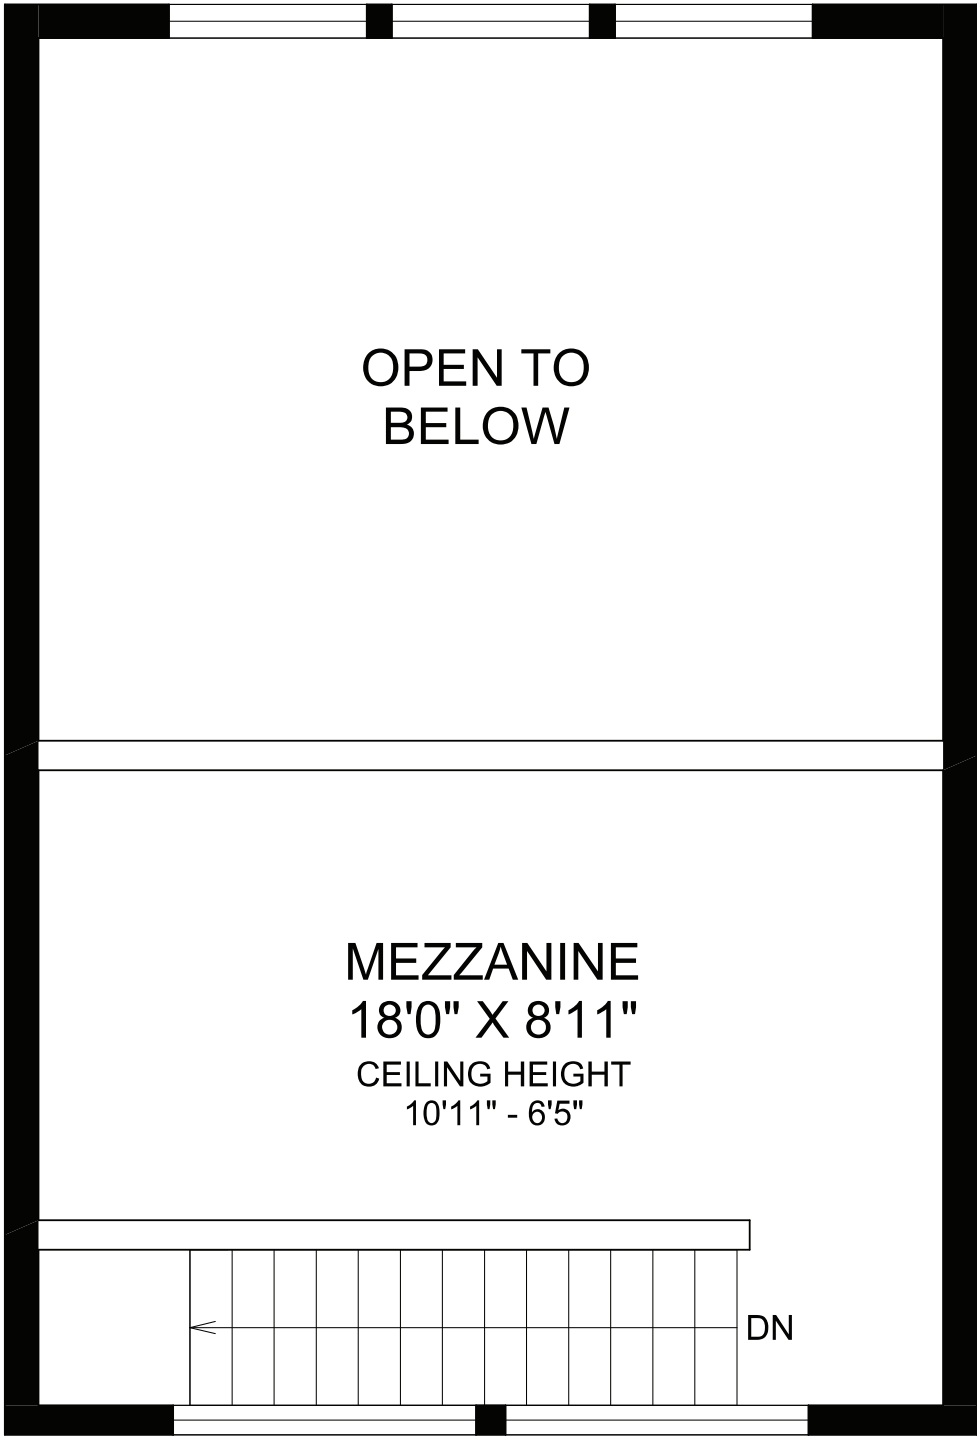 OPEN TO
BELOW
MEZZANINE
18'0" X 8'11"
CEILING HEIGHT
10'11" - 6'5"
DN